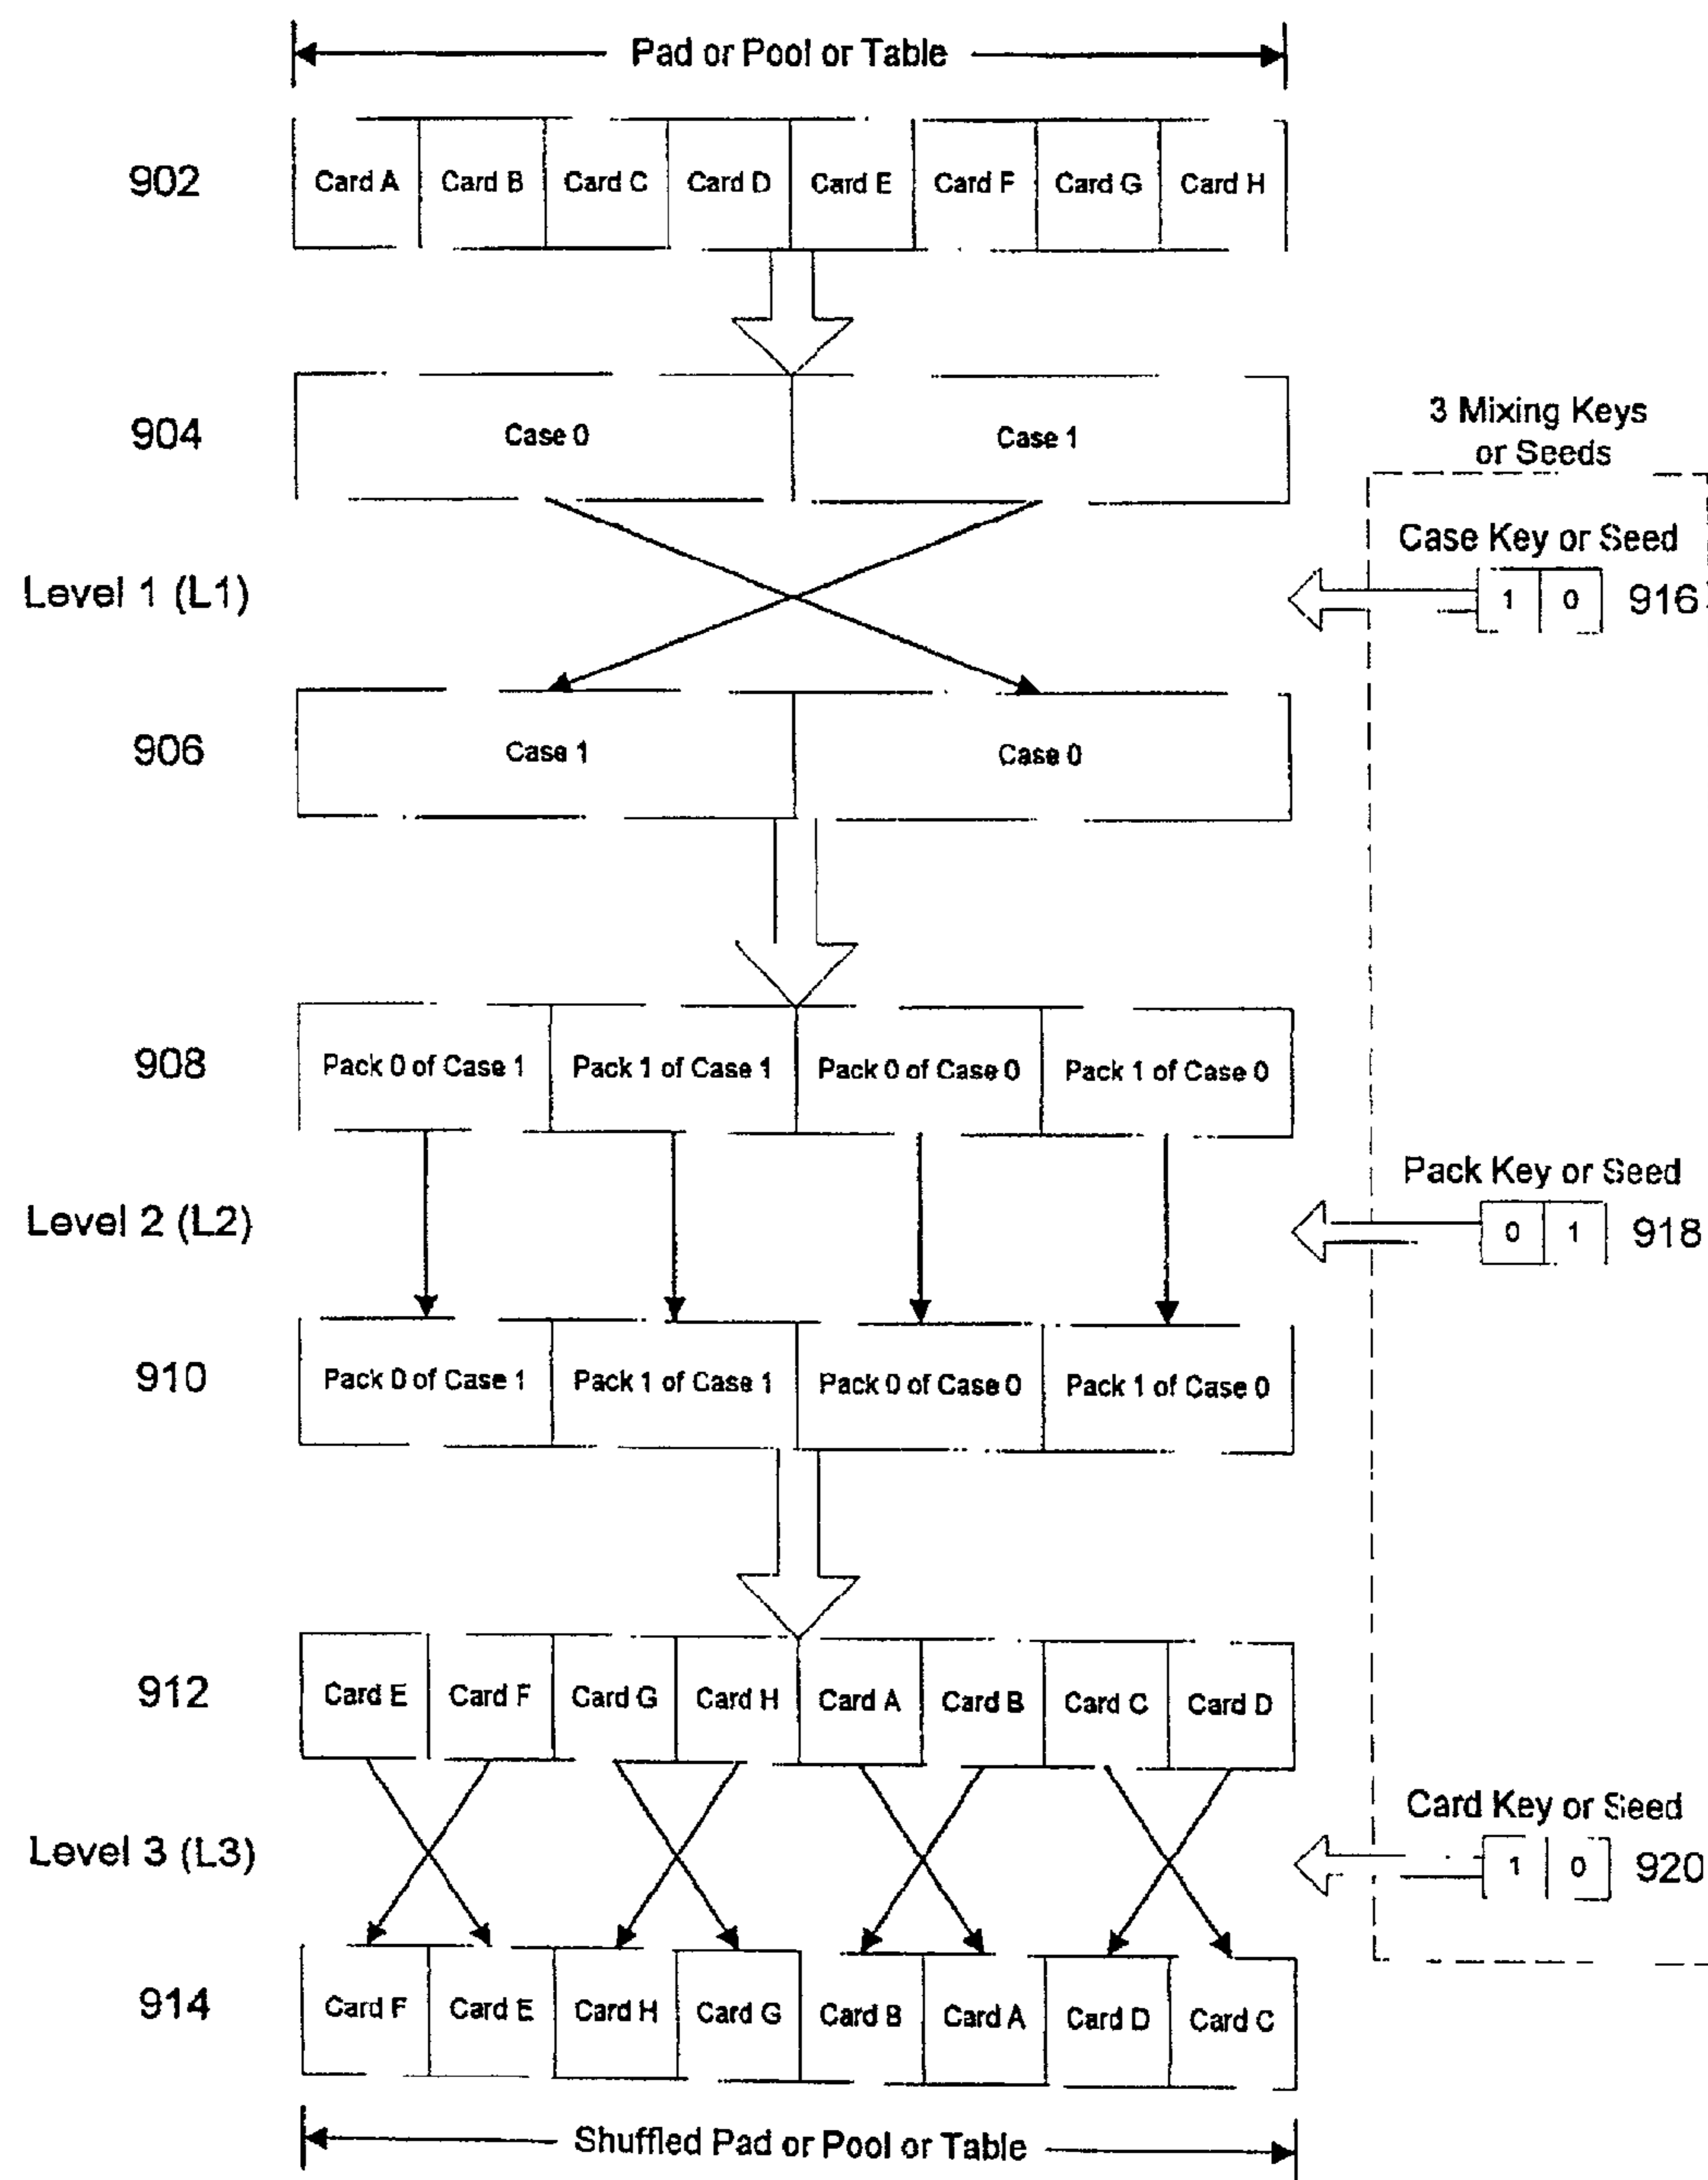 Pad or Pool or Table
902
Card A Card B Card C Card D Card E Card F Card G Card H
904
Case 0 Case 1
3 Mixing Keys
or Seeds
Case Key or Seed
Level 1 (L1)
1 0 916
906
Case 1 Case 0
908
Pack 0 of Case 1 Pack 1 of Case 1 Pack 0 of Case 0 Pack 1 of Case 0
Pack Key or Seed
Level 2 (L2)
0 1 918
910
Pack 0 of Case 1 Pack 1 of Case 1 Pack 0 of Case 0 Pack 1 of Case 0
912
Card E Card F Card G Card H Card A Card B Card C Card D
Card Key or Seed
Level 3 (L3)
1 0 920
914
Card F Card E Card H Card G Card B Card A Card D Card C
Shuffled Pad or Pool or Table